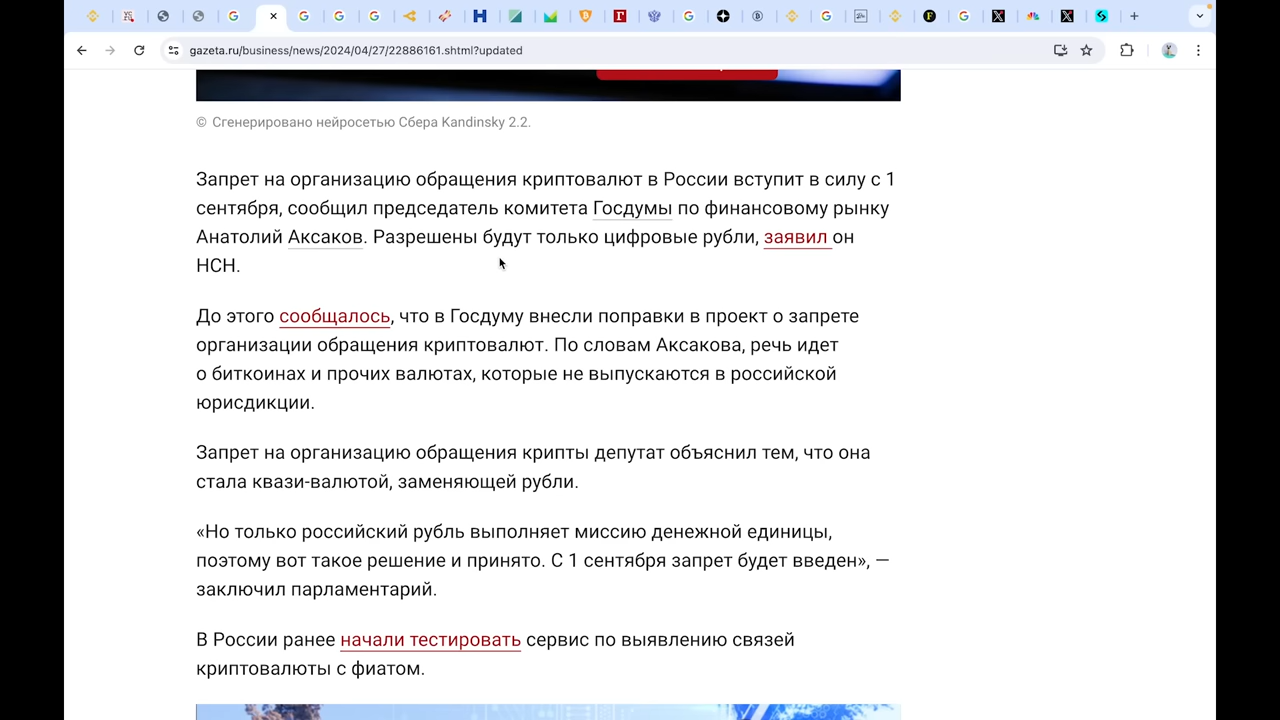 gazeta.ru/business/news/2024/04/27/22886161.shtml?updated
© Сгенерировано нейросетью Сбера Kandinsky 2.2.
Запрет на организацию обращения криптовалют в России вступит в силу с 1
сентября, сообщил председатель комитета Госдумы по финансовому рынку
Анатолий Аксаков. Разрешены будут только цифровые рубли, заявил он
НСН.
До этого сообщалось, что в Госдуму внесли поправки в проект о запрете
организации обращения криптовалют. По словам Аксакова, речь идет
о биткоинах и прочих валютах, которые не выпускаются в российской
юрисдикции.
Запрет на организацию обращения крипты депутат объяснил тем, что она
стала квази-валютой, заменяющей рубли.
«Но только российский рубль выполняет миссию денежной единицы,
поэтому вот такое решение и принято. С 1 сентября запрет будет введен», —
заключил парламентарий.
В России ранее начали тестировать сервис по выявлению связей
криптовалюты с фиатом.